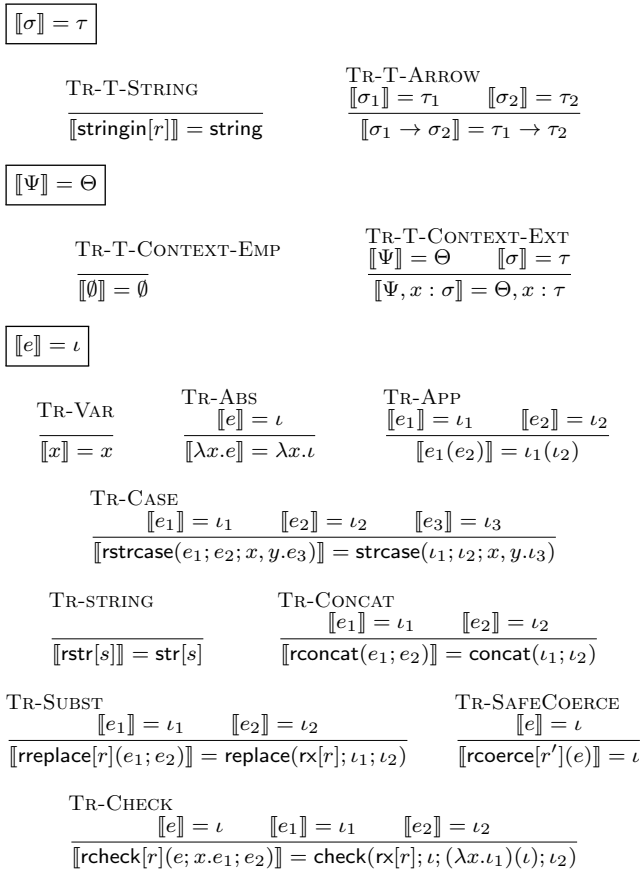 ⟦σ⟧ = τ
Tr-T-String
⟦stringin[r]⟧ = string
Tr-T-Arrow
⟦σ₁⟧ = τ₁ ⟦σ₂⟧ = τ₂
⟦σ₁ → σ₂⟧ = τ₁ → τ₂
⟦Ψ⟧ = Θ
Tr-T-Context-Emp
⟦∅⟧ = ∅
Tr-T-Context-Ext
⟦Ψ⟧ = Θ ⟦σ⟧ = τ
⟦Ψ, x : σ⟧ = Θ, x : τ
⟦e⟧ = ι
Tr-Var
⟦x⟧ = x
Tr-Abs
⟦e⟧ = ι
⟦λx.e⟧ = λx.ι
Tr-App
⟦e₁⟧ = ι₁ ⟦e₂⟧ = ι₂
⟦e₁(e₂)⟧ = ι₁(ι₂)
Tr-Case
⟦e₁⟧ = ι₁ ⟦e₂⟧ = ι₂ ⟦e₃⟧ = ι₃
⟦rstrcase(e₁; e₂; x, y.e₃)⟧ = strcase(ι₁; ι₂; x, y.ι₃)
Tr-string
⟦rstr[s]⟧ = str[s]
Tr-Concat
⟦e₁⟧ = ι₁ ⟦e₂⟧ = ι₂
⟦rconcat(e₁; e₂)⟧ = concat(ι₁; ι₂)
Tr-Subst
⟦e₁⟧ = ι₁ ⟦e₂⟧ = ι₂
⟦rreplace[r](e₁; e₂)⟧ = replace(rx[r]; ι₁; ι₂)
Tr-SafeCoerce
⟦e⟧ = ι
⟦rcoerce[r′](e)⟧ = ι
Tr-Check
⟦e⟧ = ι ⟦e₁⟧ = ι₁ ⟦e₂⟧ = ι₂
⟦rcheck[r](e; x.e₁; e₂)⟧ = check(rx[r]; ι; (λx.ι₁)(ι); ι₂)